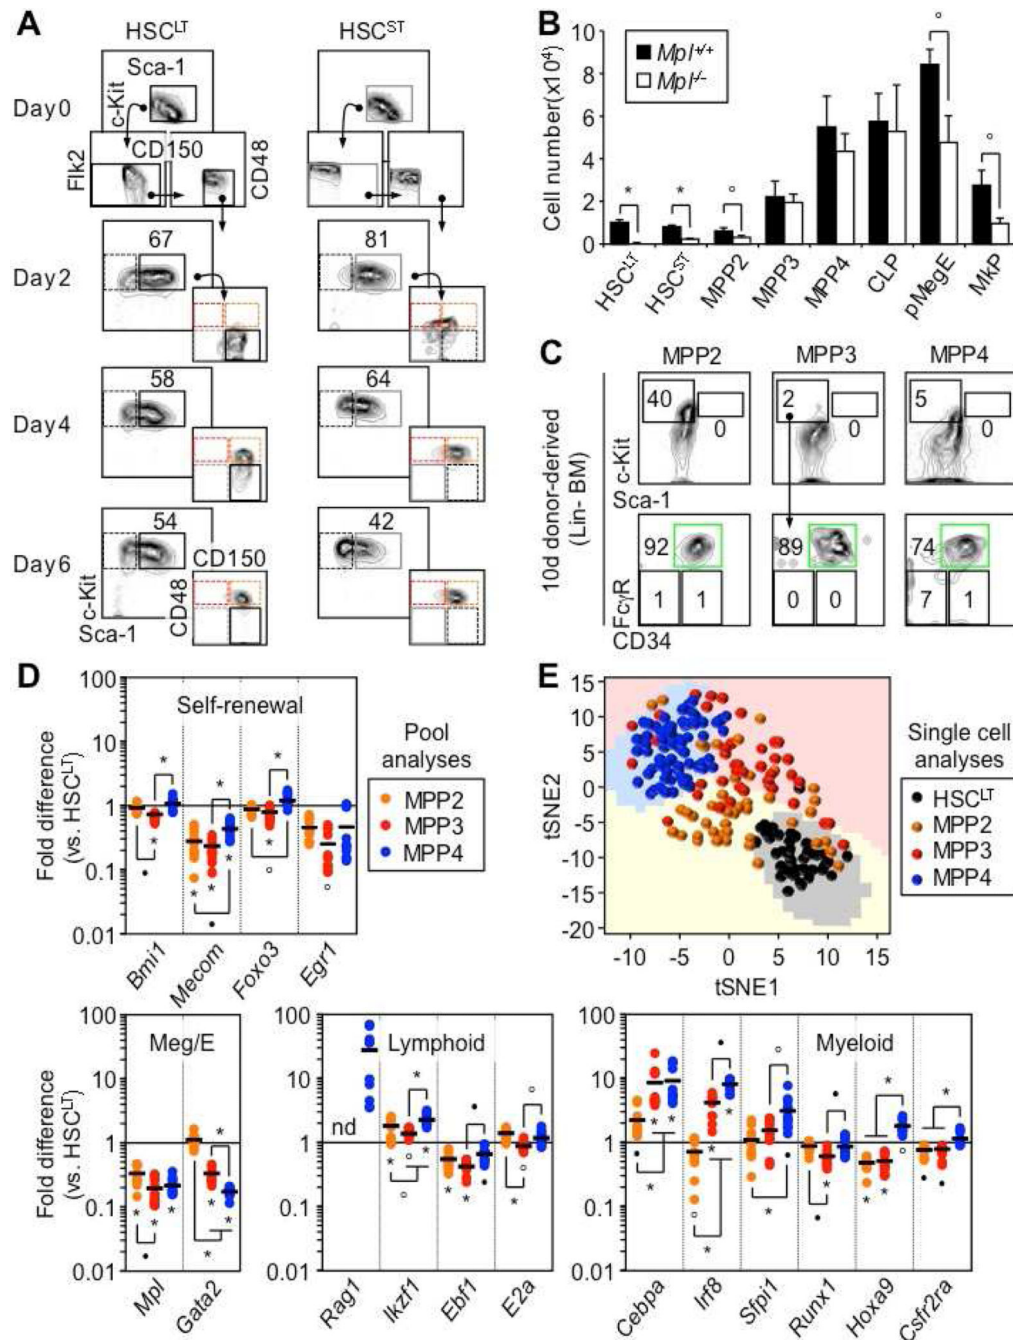 A
HSCLT
HSCST
Sca-1
c-Kit
Day0
Flk2
CD150
CD48
Day2
67
81
Day4
58
64
Day6
54
42
c-Kit
Sca-1
CD48
CD150
B
Cell number(x10⁴)
10
8
6
4
2
0
Mpl+/+
Mpl-/-
*
*
°
°
°
HSCLT
HSCST
MPP2
MPP3
MPP4
CLP
pMegE
MkP
C
MPP2
MPP3
MPP4
10d donor-derived
(Lin- BM)
c-Kit
40
0
2
0
5
0
Sca-1
FcγR
92
1
1
89
0
0
74
7
1
CD34
D
Fold difference
(vs. HSCLT)
100
10
1
0.1
0.01
Self-renewal
Bmi1
Mecom
Foxo3
Egr1
Pool
analyses
MPP2
MPP3
MPP4
E
tSNE2
15
10
5
0
-5
-10
-15
-20
-10
-5
0
5
10
15
tSNE1
Single cell
analyses
HSCLT
MPP2
MPP3
MPP4
Fold difference
(vs. HSCLT)
100
10
1
0.1
0.01
Meg/E
Mpl
Gata2
100
10
1
0.1
0.01
Lymphoid
nd
Rag1
Ikzf1
Ebf1
E2a
100
10
1
0.1
0.01
Myeloid
Cebpa
Irf8
Sfpi1
Runx1
Hoxa9
Csfr2ra